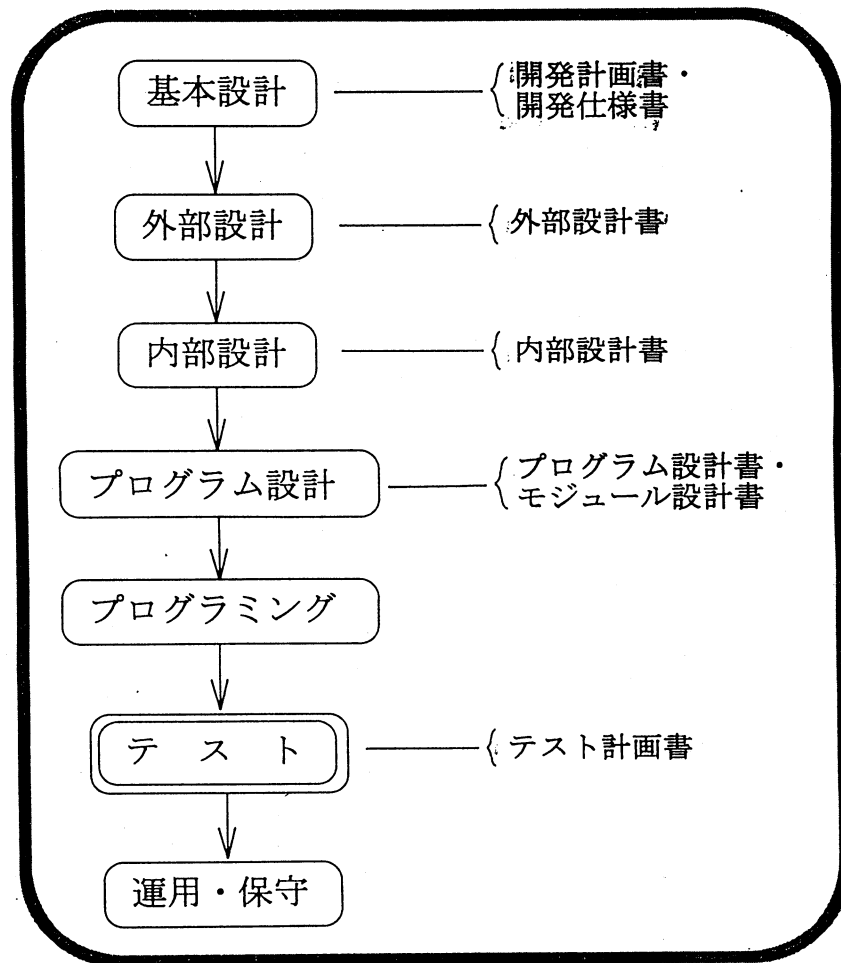 基本設計
開発計画書・
開発仕様書
外部設計
外部設計書
内部設計
内部設計書
プログラム設計
プログラム設計書・
モジュール設計書
プログラミング
テスト
テスト計画書
運用・保守